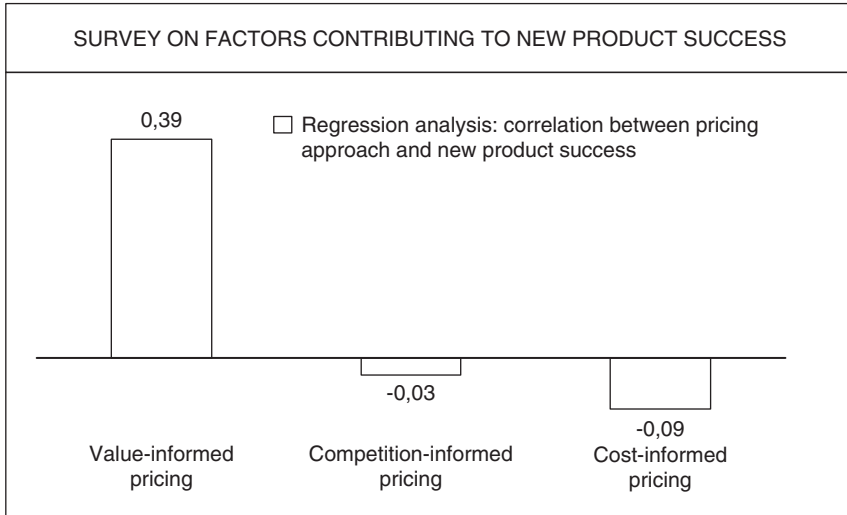 SURVEY ON FACTORS CONTRIBUTING TO NEW PRODUCT SUCCESS
0,39
Regression analysis: correlation between pricing
approach and new product success
-0,03
-0,09
Value-informed
pricing
Competition-informed
pricing
Cost-informed
pricing